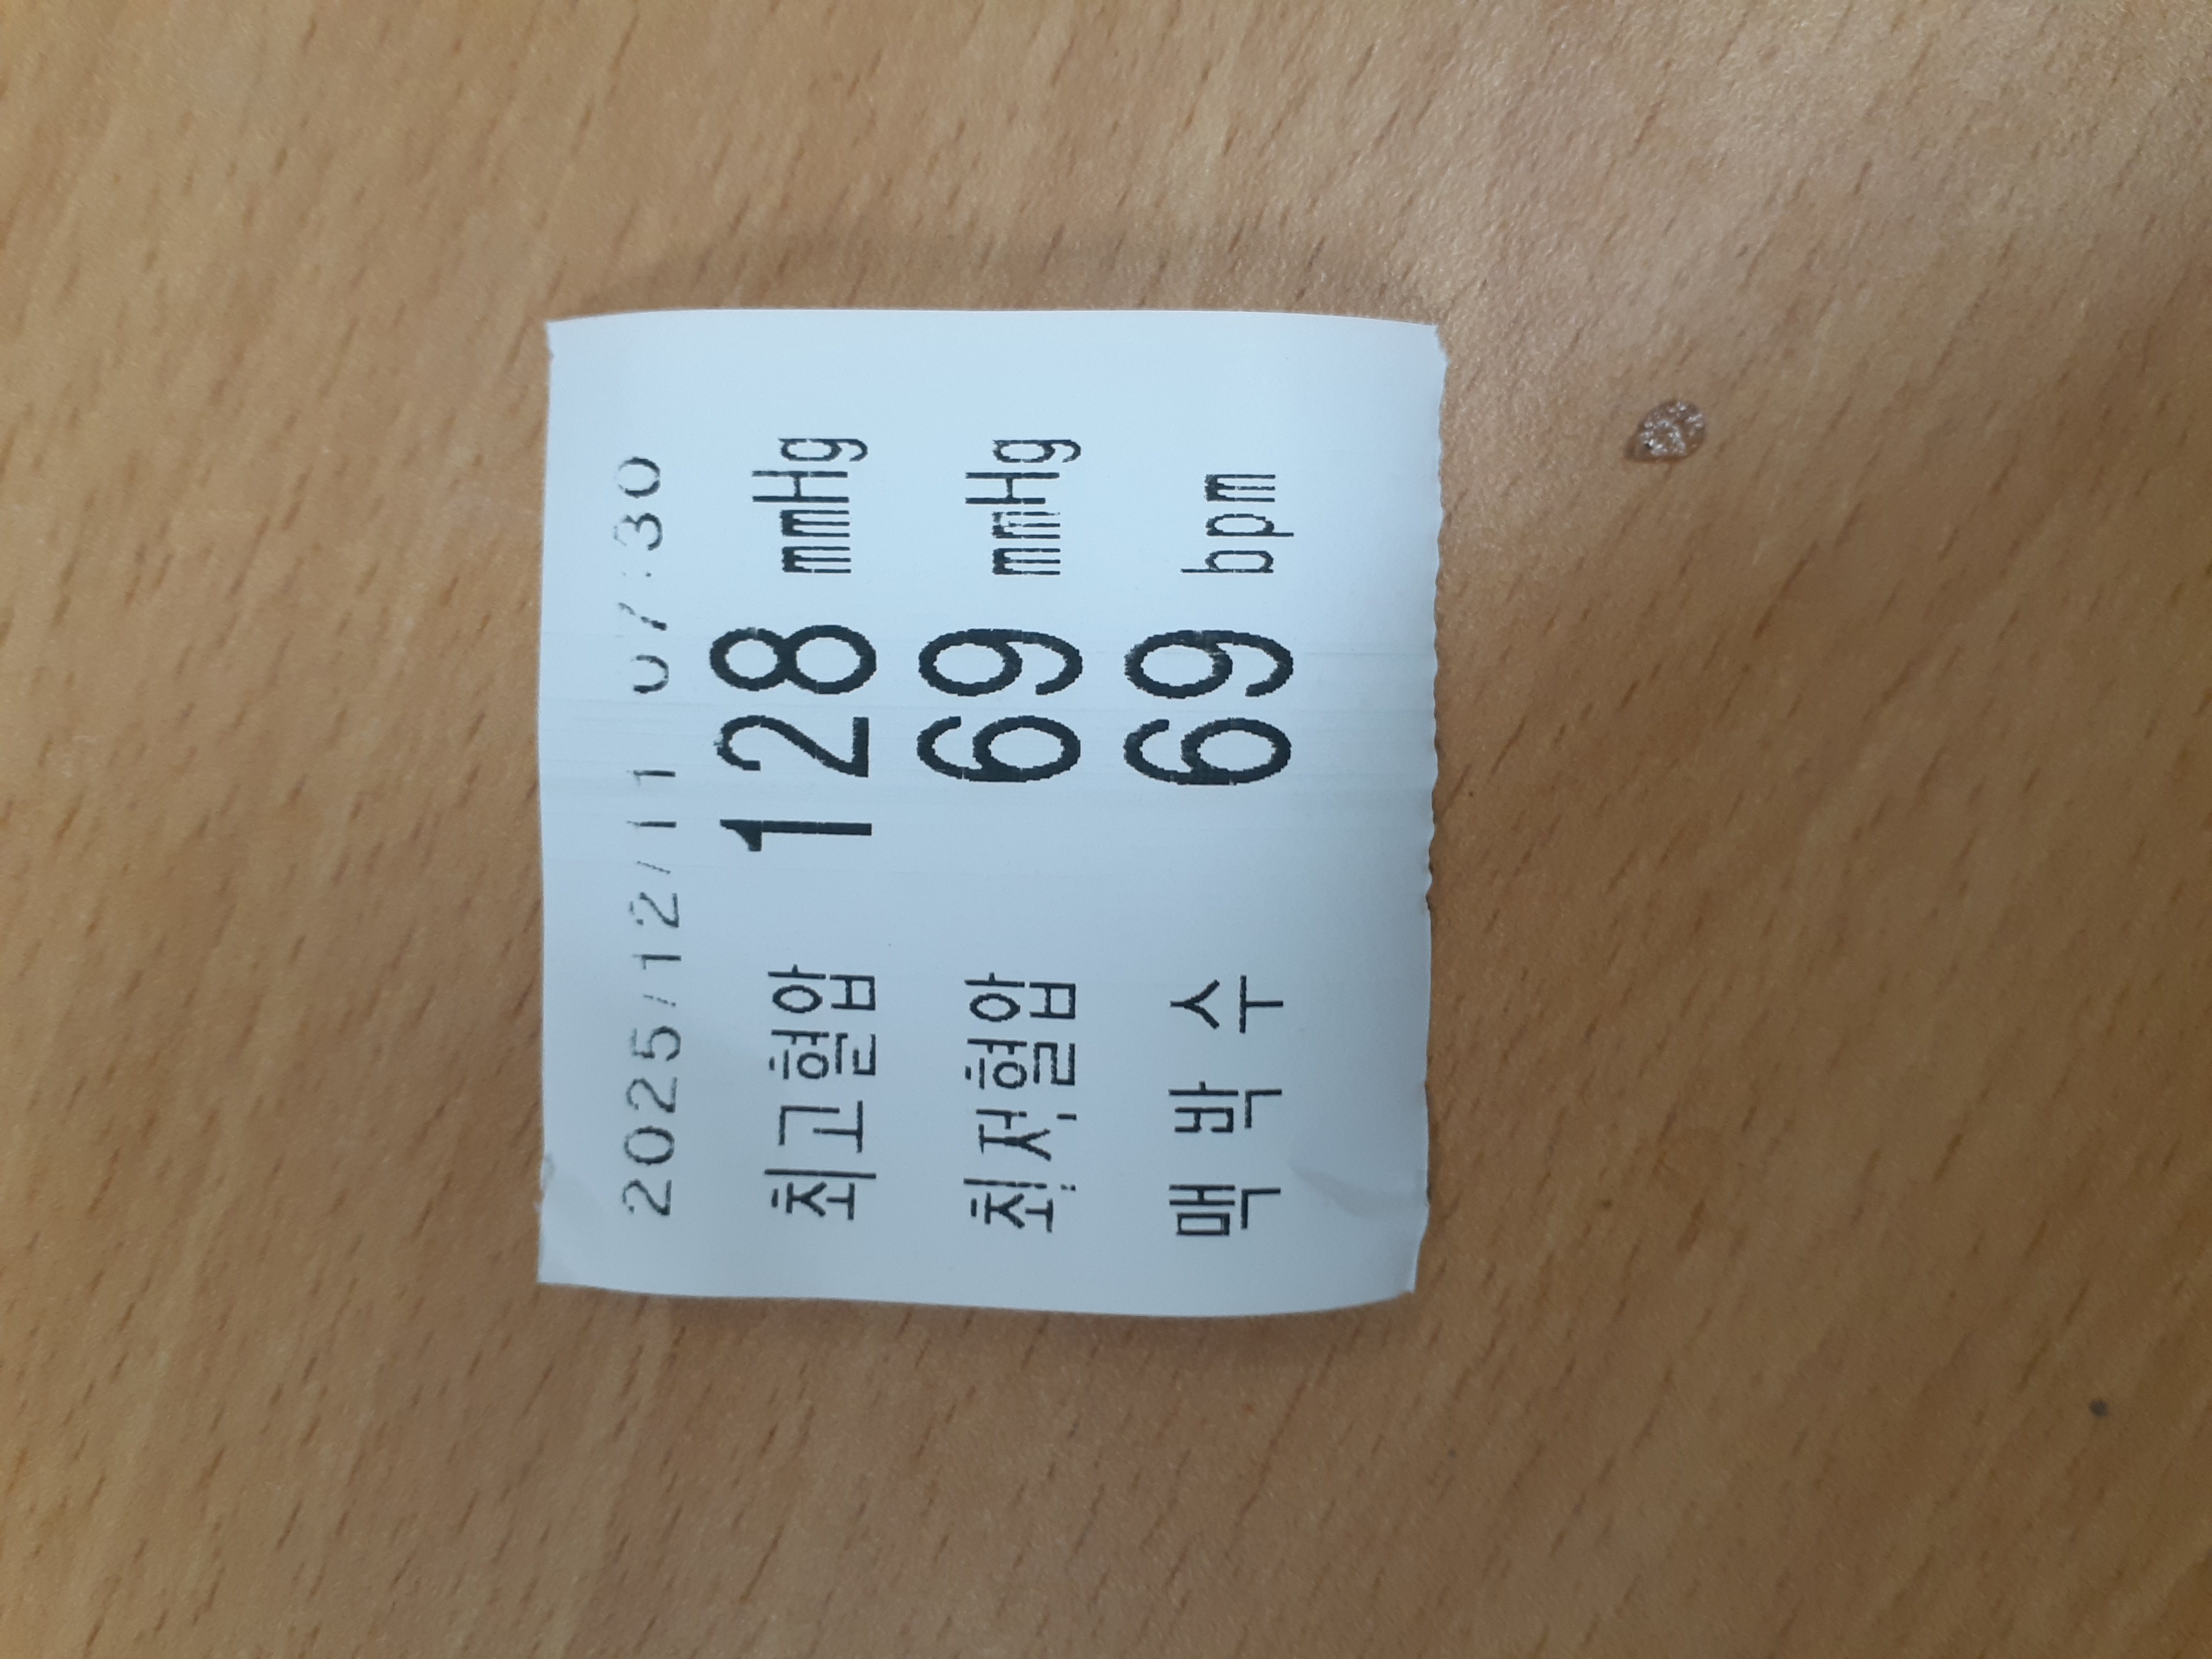 2025/12/11 07:30
최고혈압 128 mmHg
최저혈압 69 mmHg
맥 박 수 69 bpm